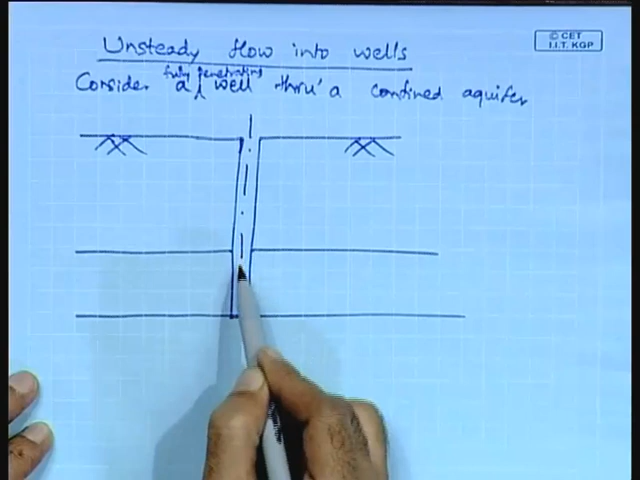 © CET
I.I.T. KGP
Unsteady flow into wells
fully penetrating
Consider a well thru' a confined aquifer